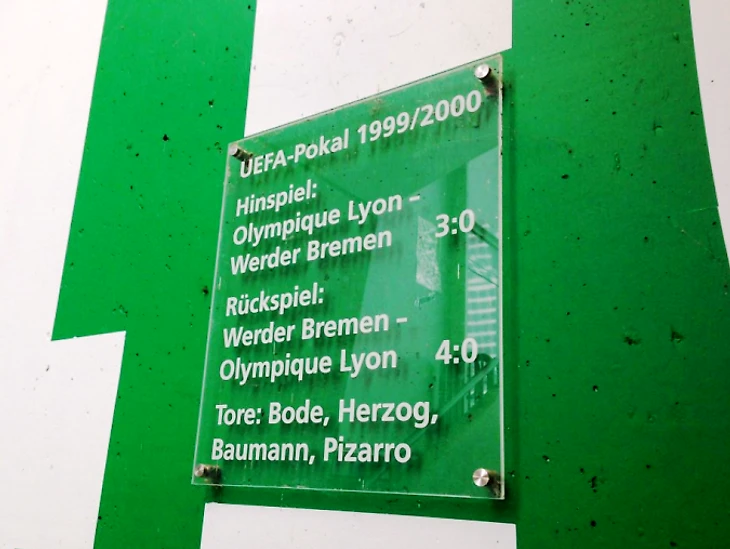 UEFA-Pokal 1999/2000
Hinspiel:
Olympique Lyon –
Werder Bremen 3:0
Rückspiel:
Werder Bremen –
Olympique Lyon 4:0
Tore: Bode, Herzog,
Baumann, Pizarro